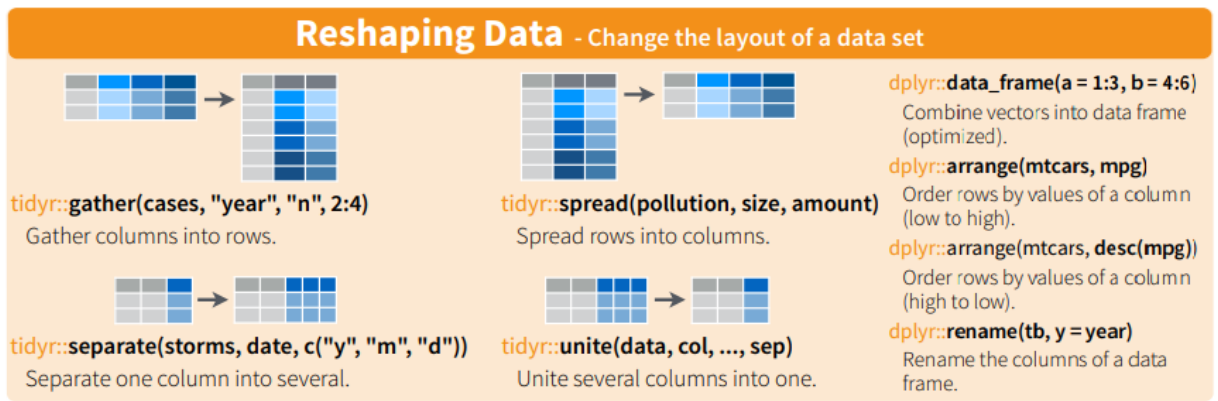 Reshaping Data - Change the layout of a data set
tidyr::gather(cases, "year", "n", 2:4)
Gather columns into rows.
tidyr::spread(pollution, size, amount)
Spread rows into columns.
tidyr::separate(storms, date, c("y", "m", "d"))
Separate one column into several.
tidyr::unite(data, col, ..., sep)
Unite several columns into one.
dplyr::data_frame(a = 1:3, b = 4:6)
Combine vectors into data frame
(optimized).
dplyr::arrange(mtcars, mpg)
Order rows by values of a column
(low to high).
dplyr::arrange(mtcars, desc(mpg))
Order rows by values of a column
(high to low).
dplyr::rename(tb, y = year)
Rename the columns of a data
frame.